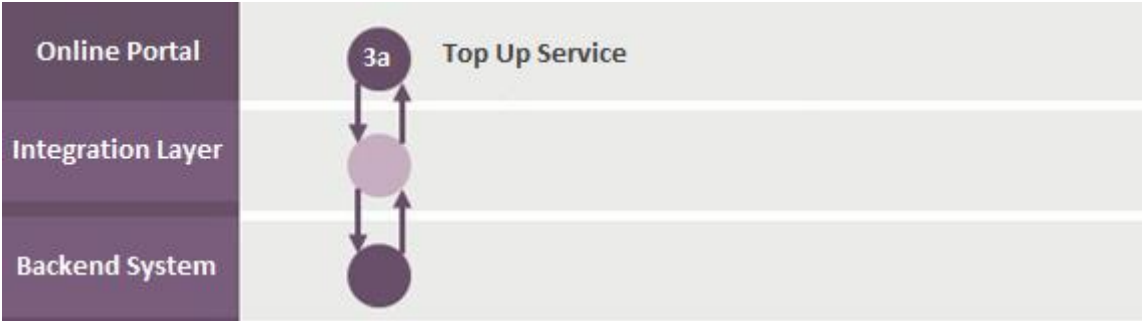 Online Portal
3a
Top Up Service
Integration Layer
Backend System